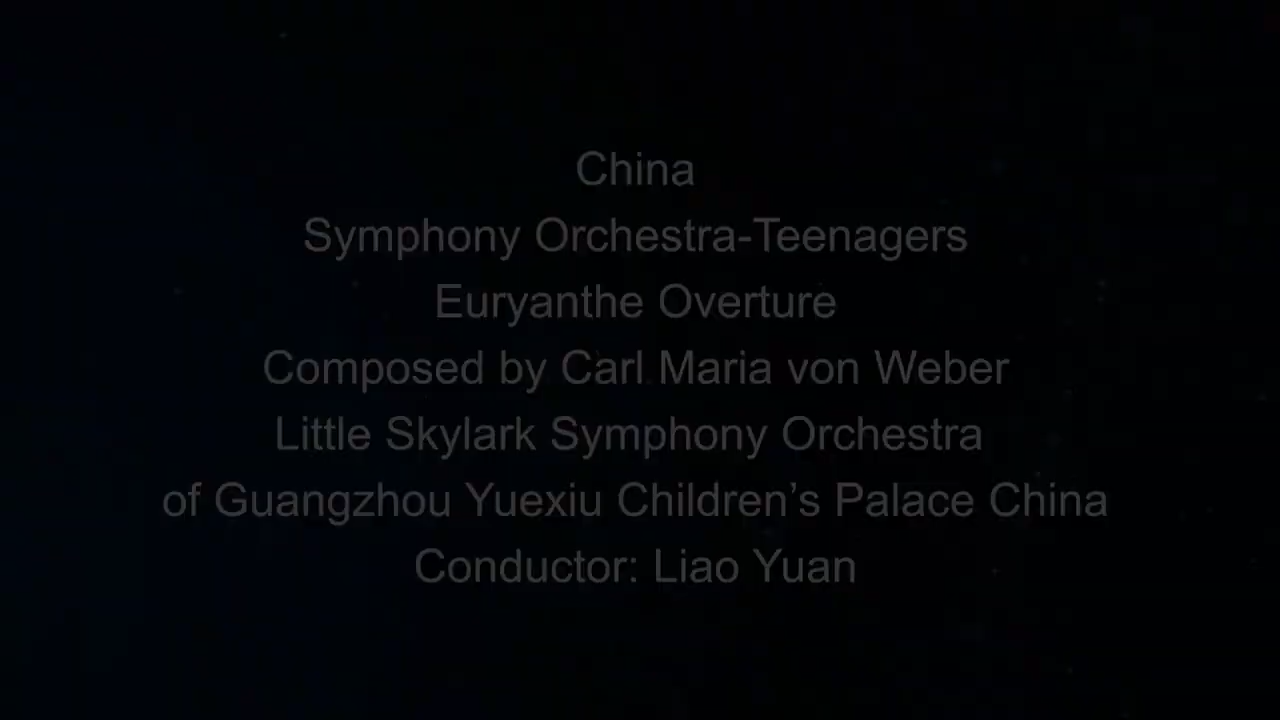 China
Symphony Orchestra-Teenagers
Euryanthe Overture
Composed by Carl Maria von Weber
Little Skylark Symphony Orchestra
of Guangzhou Yuexiu Children’s Palace China
Conductor: Liao Yuan